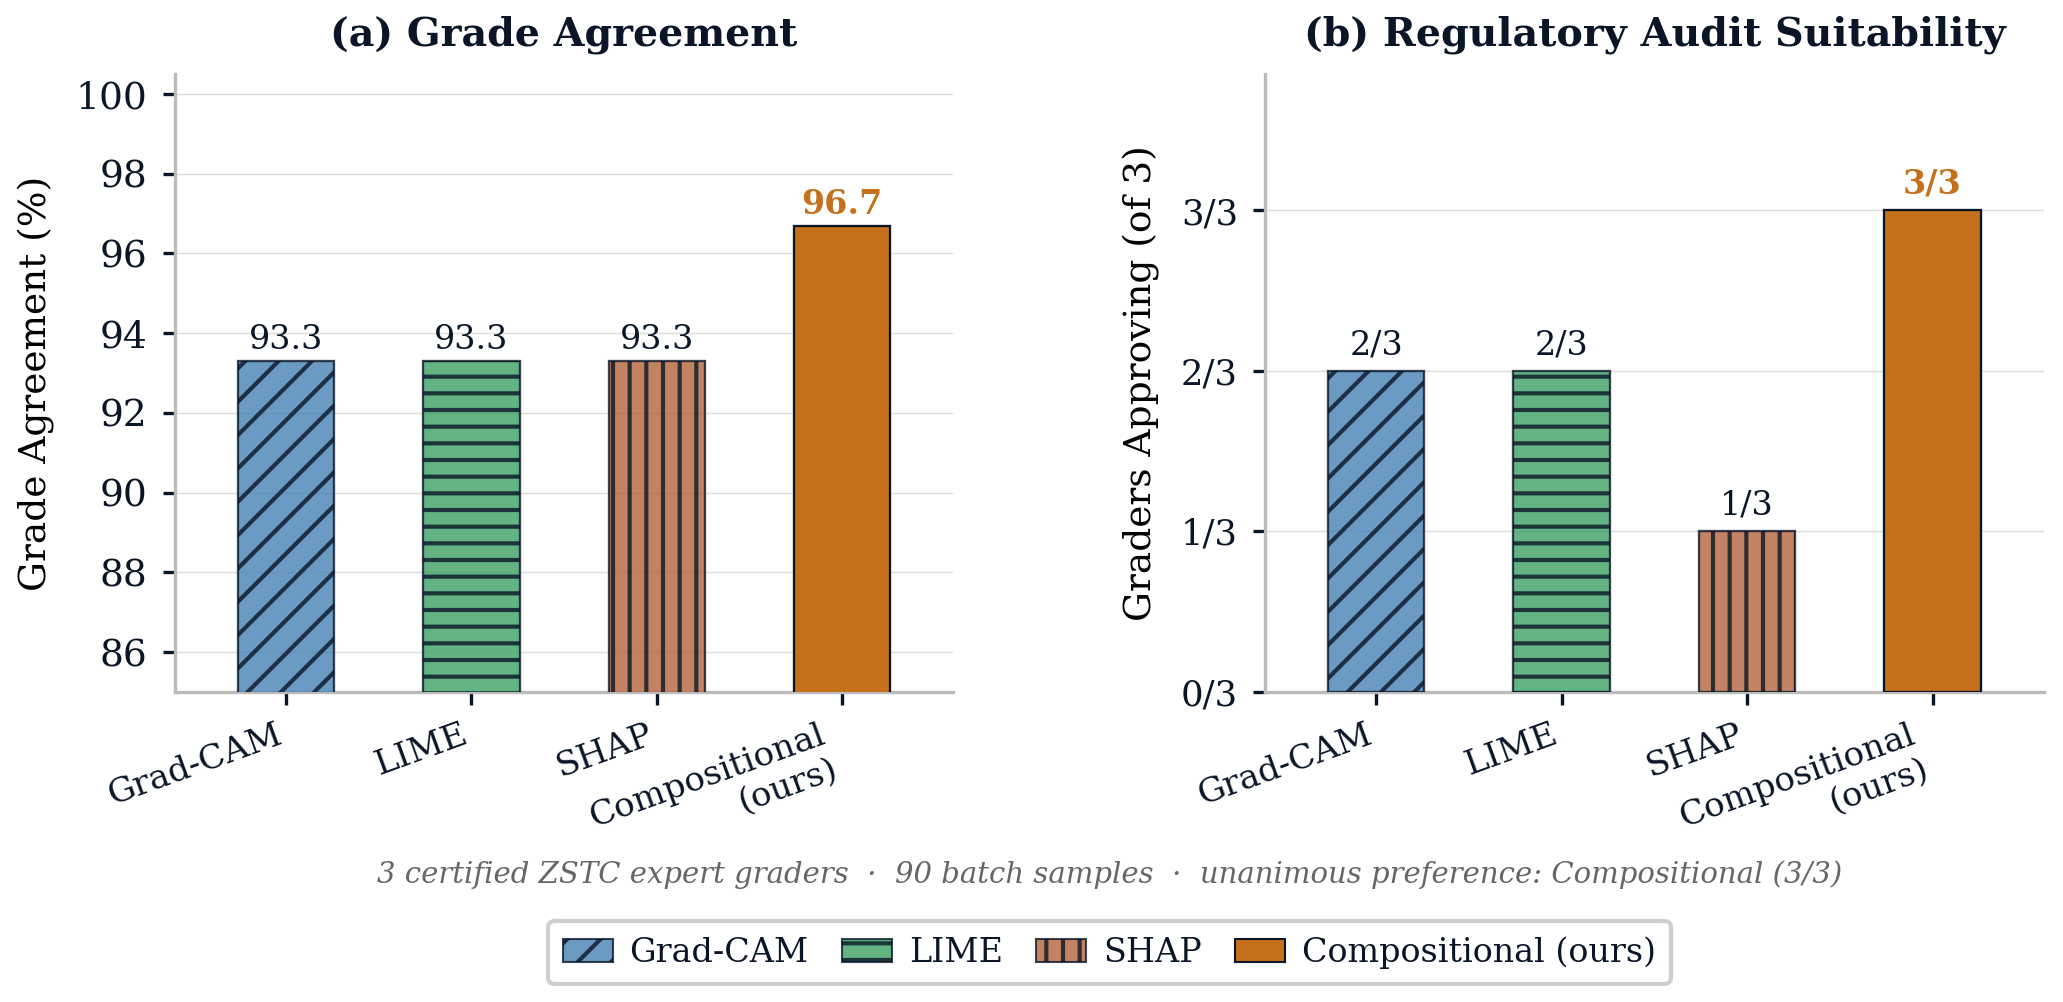 (a) Grade Agreement
Grade Agreement (%)
100
98
96
94
92
90
88
86
93.3
93.3
93.3
96.7
Grad-CAM
LIME
SHAP
Compositional
(ours)
(b) Regulatory Audit Suitability
Graders Approving (of 3)
3/3
2/3
1/3
0/3
2/3
2/3
1/3
3/3
Grad-CAM
LIME
SHAP
Compositional
(ours)
3 certified ZSTC expert graders · 90 batch samples · unanimous preference: Compositional (3/3)
Grad-CAM LIME SHAP Compositional (ours)